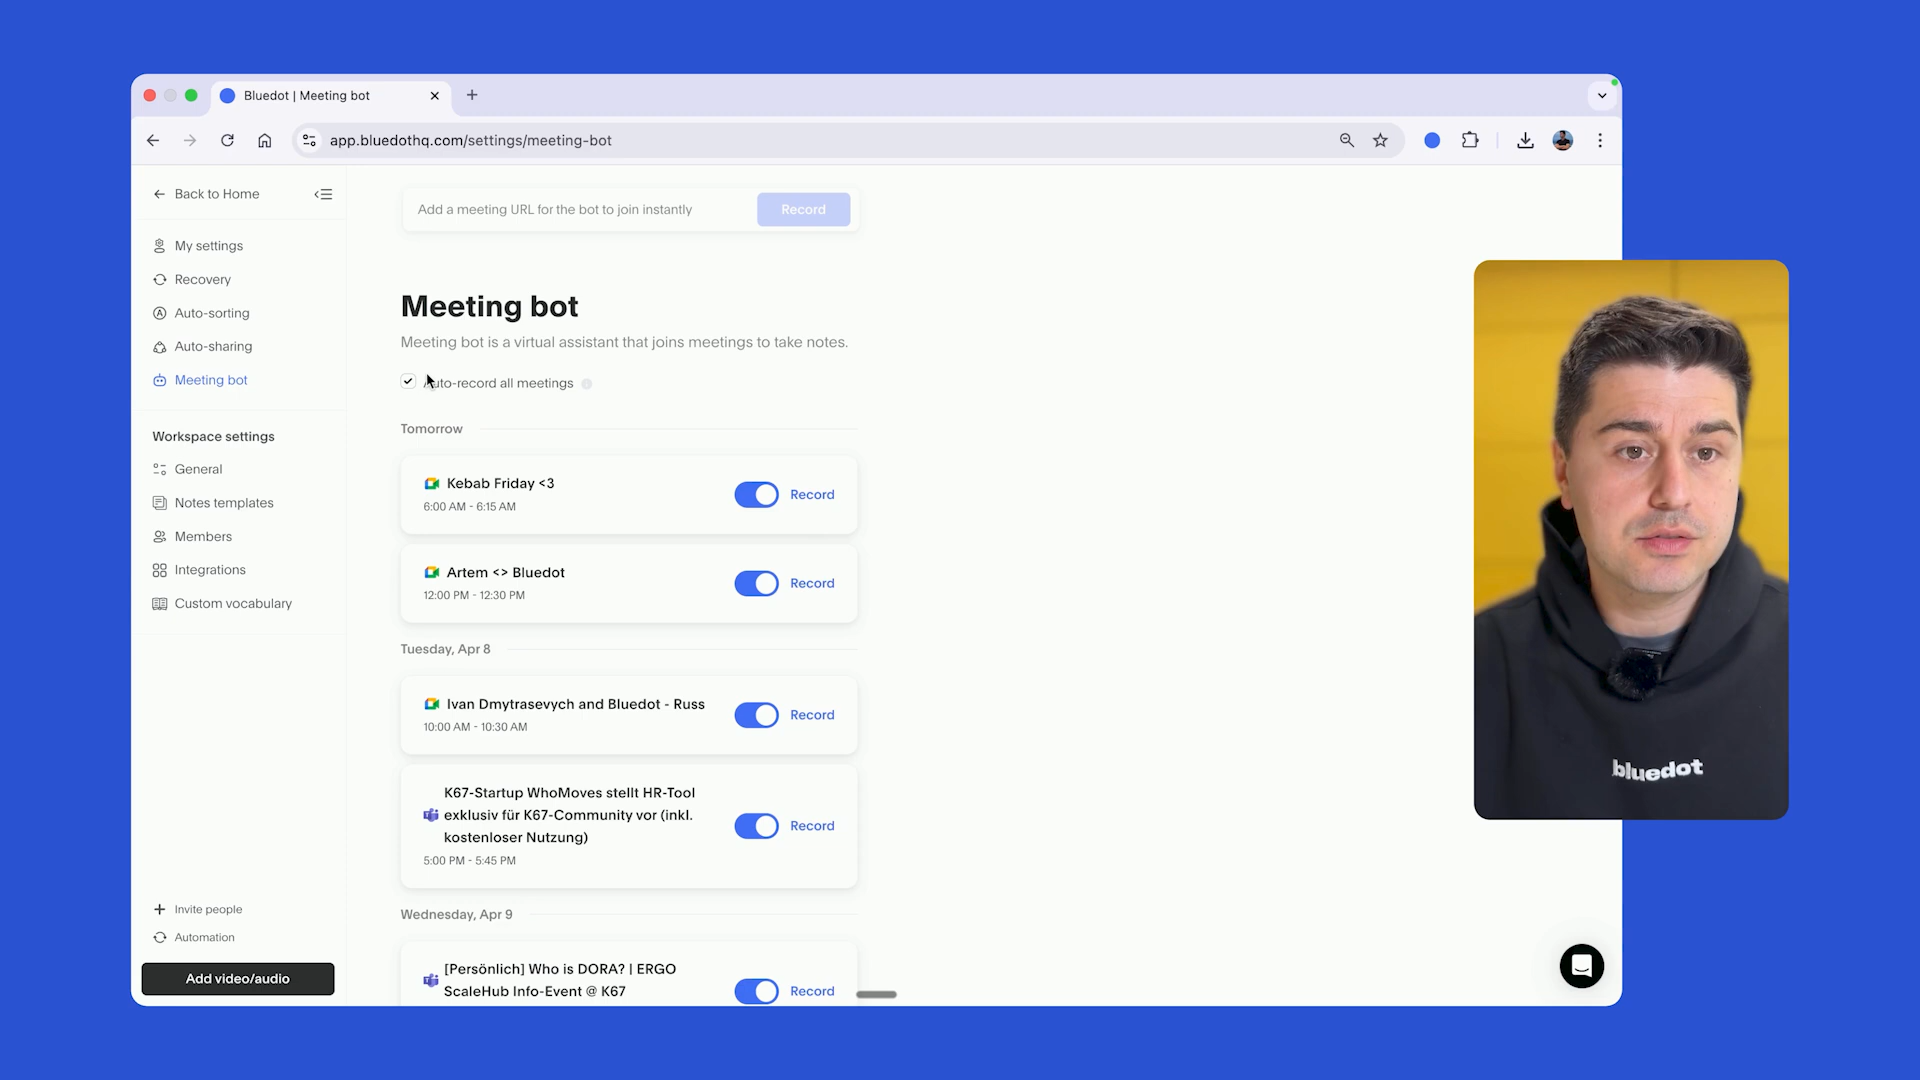 Bluedot | Meeting bot
app.bluedothq.com/settings/meeting-bot
Back to Home
My settings
Recovery
Auto-sorting
Auto-sharing
Meeting bot
Workspace settings
General
Notes templates
Members
Integrations
Custom vocabulary
Invite people
Automation
Add video/audio
Add a meeting URL for the bot to join instantly
Record
Meeting bot
Meeting bot is a virtual assistant that joins meetings to take notes.
Auto-record all meetings
Tomorrow
Kebab Friday <3
6:00 AM - 6:15 AM
Record
Artem <> Bluedot
12:00 PM - 12:30 PM
Record
Tuesday, Apr 8
Ivan Dmytrasevych and Bluedot - Russ
10:00 AM - 10:30 AM
Record
K67-Startup WhoMoves stellt HR-Tool
exklusiv für K67-Community vor (inkl.
kostenloser Nutzung)
5:00 PM - 5:45 PM
Record
Wednesday, Apr 9
[Persönlich] Who is DORA? | ERGO
ScaleHub Info-Event @ K67
Record
bluedot